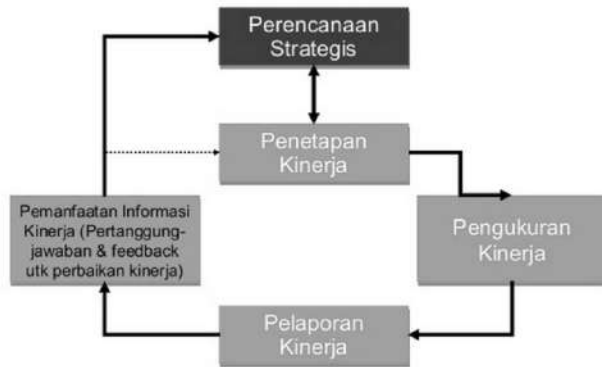 Perencanaan
Strategis
Penetapan
Kinerja
Pemanfaatan Informasi
Kinerja (Pertanggung-
jawaban & feedback
utk perbaikan kinerja)
Pengukuran
Kinerja
Pelaporan
Kinerja